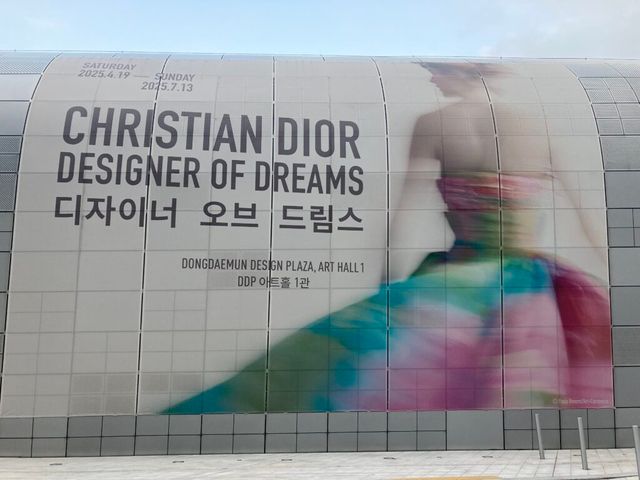 SATURDAY
2025.4.19 — SUNDAY
2025.7.13
CHRISTIAN DIOR
DESIGNER OF DREAMS
디자이너 오브 드림스
DONGDAEMUN DESIGN PLAZA, ART HALL 1
DDP 아트홀 1관